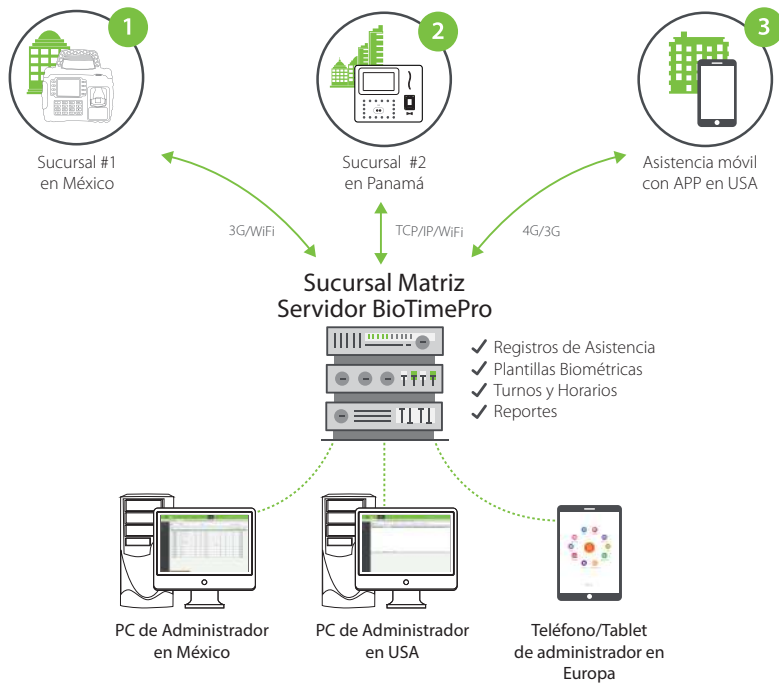 1
2
3
Sucursal #1
en México
Sucursal #2
en Panamá
Asistencia móvil
con APP en USA
3G/WiFi
TCP/IP/WiFi
4G/3G
Sucursal Matriz
Servidor BioTimePro
Registros de Asistencia
Plantillas Biométricas
Turnos y Horarios
Reportes
PC de Administrador
en México
PC de Administrador
en USA
Teléfono/Tablet
de administrador en
Europa